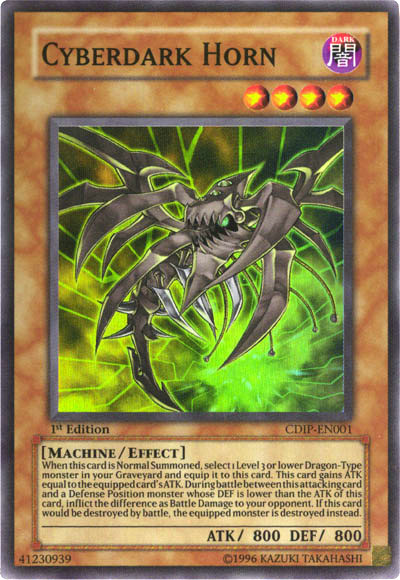 Cyberdark Horn
DARK
闇
1st Edition
CDIP-EN001
[Machine/Effect]
When this card is Normal Summoned, select 1 Level 3 or lower Dragon-Type
monster in your Graveyard and equip it to this card. This card gains ATK
equal to the equipped card's ATK. During battle between this attacking card
and a Defense Position monster whose DEF is lower than the ATK of this
card, inflict the difference as Battle Damage to your opponent. If this card
would be destroyed by battle, the equipped monster is destroyed instead.
ATK/ 800 DEF/ 800
41230939
©1996 KAZUKI TAKAHASHI